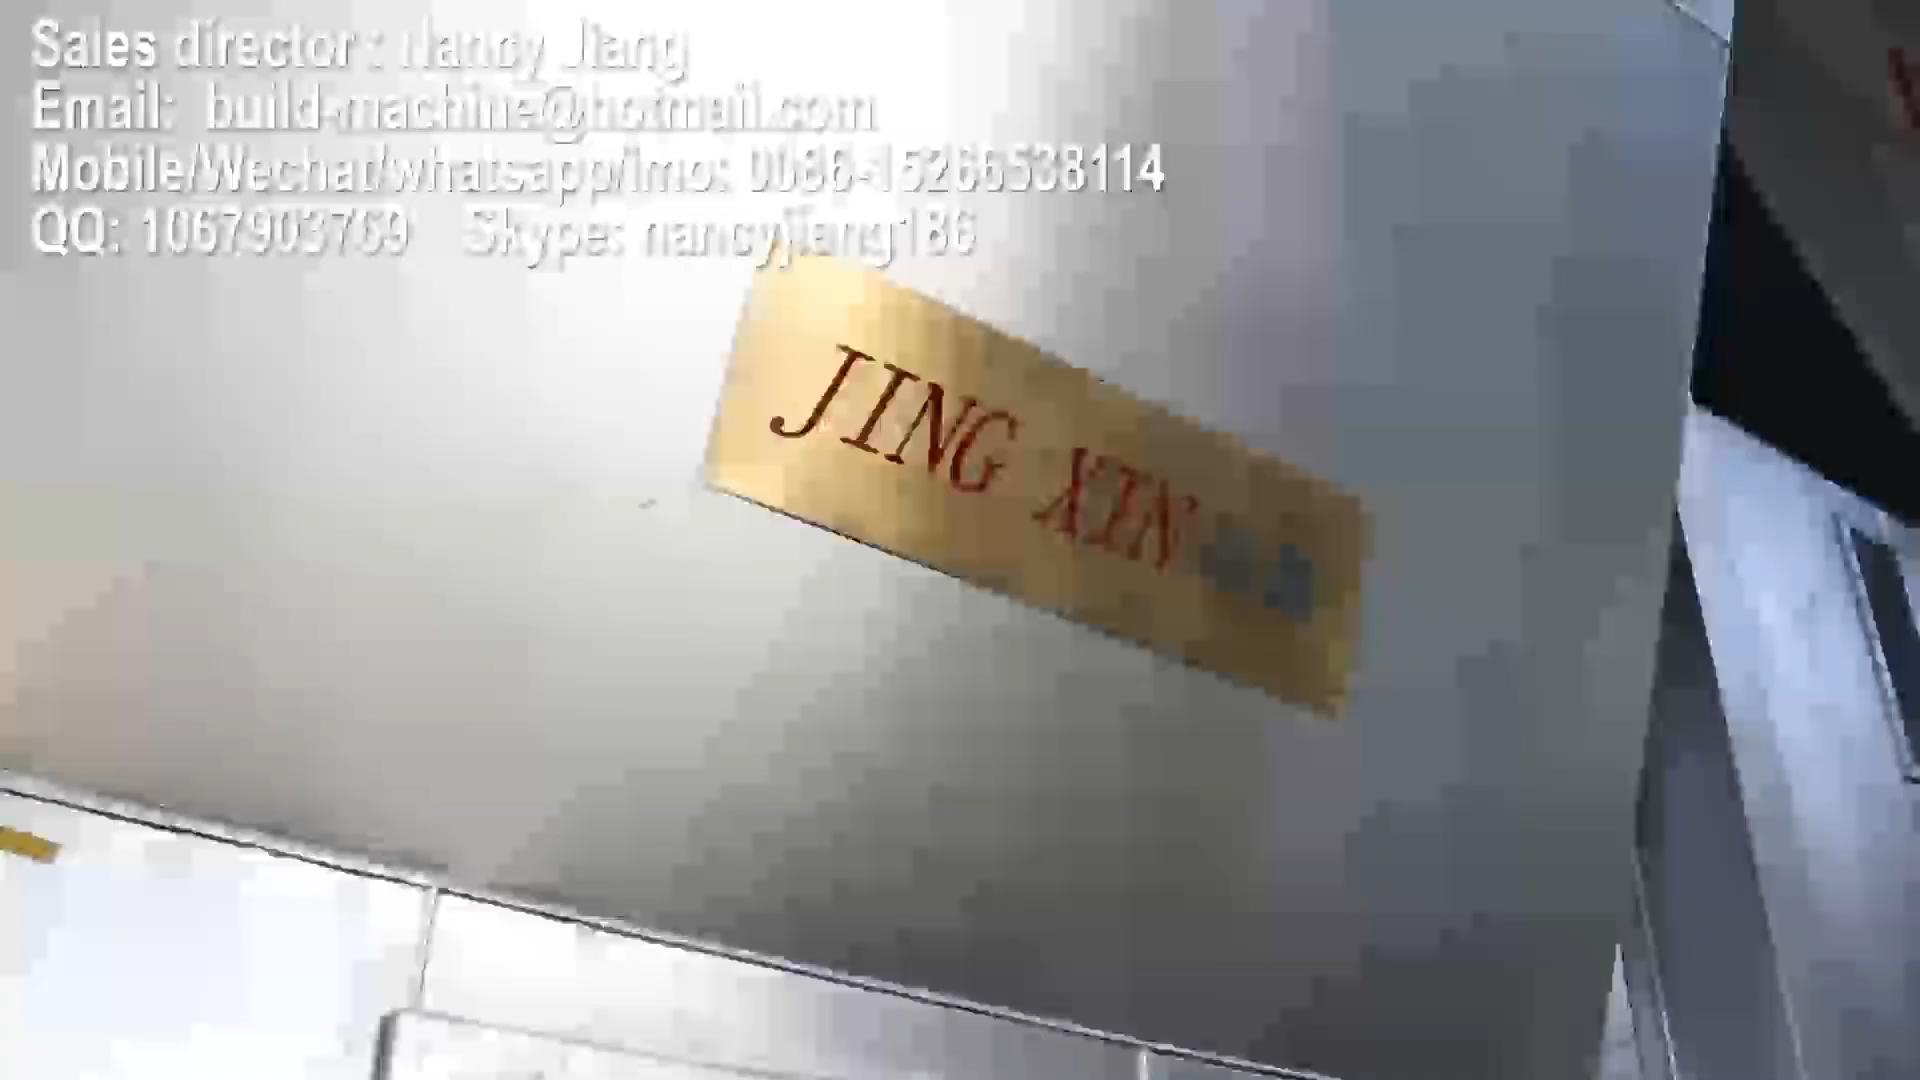 Sales director : Nancy Jiang
Email: build-machine@hotmail.com
Mobile/Wechat/whatsapp/imo: 0086-15266538114
QQ: 1067903769 Skype: nancyjiang186
JING XIN